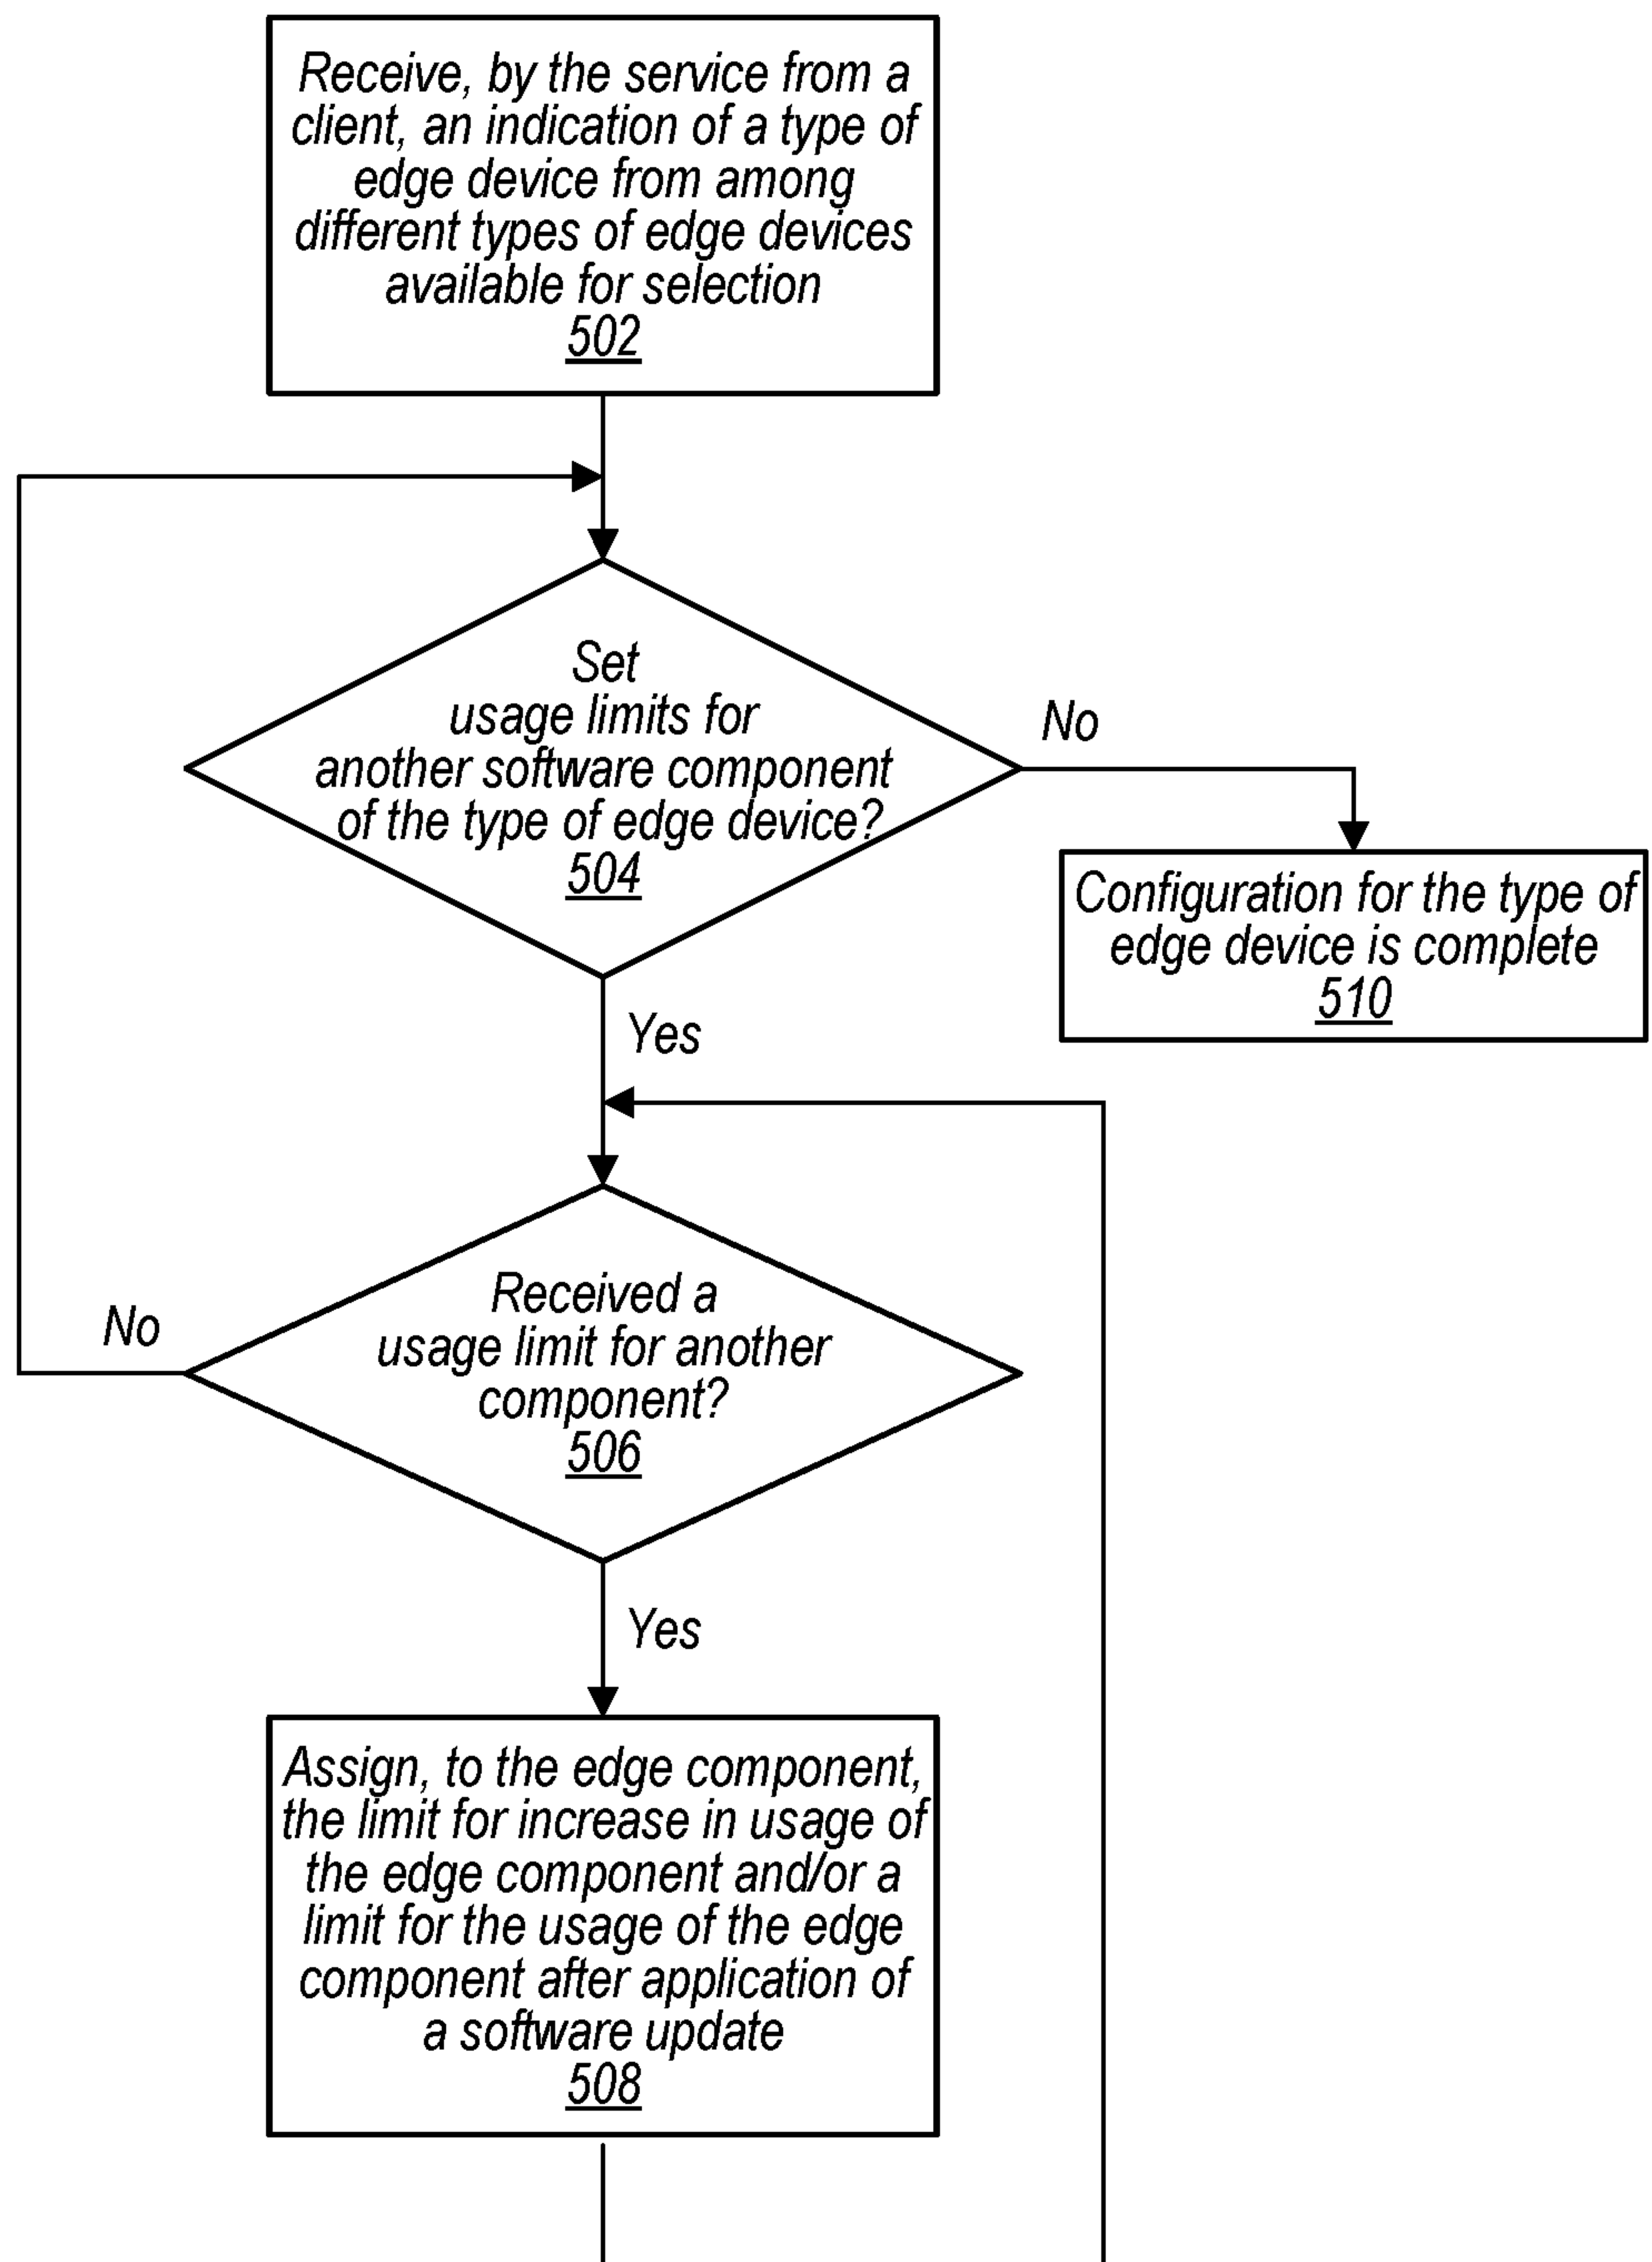 Receive, by the service from a
client, an indication of a type of
edge device from among
different types of edge devices
available for selection
502
Set
usage limits for
another software component
of the type of edge device?
504
No
Configuration for the type of
edge device is complete
510
Yes
Received a
usage limit for another
component?
506
No
Yes
Assign, to the edge component,
the limit for increase in usage of
the edge component and/or a
limit for the usage of the edge
component after application of
a software update
508